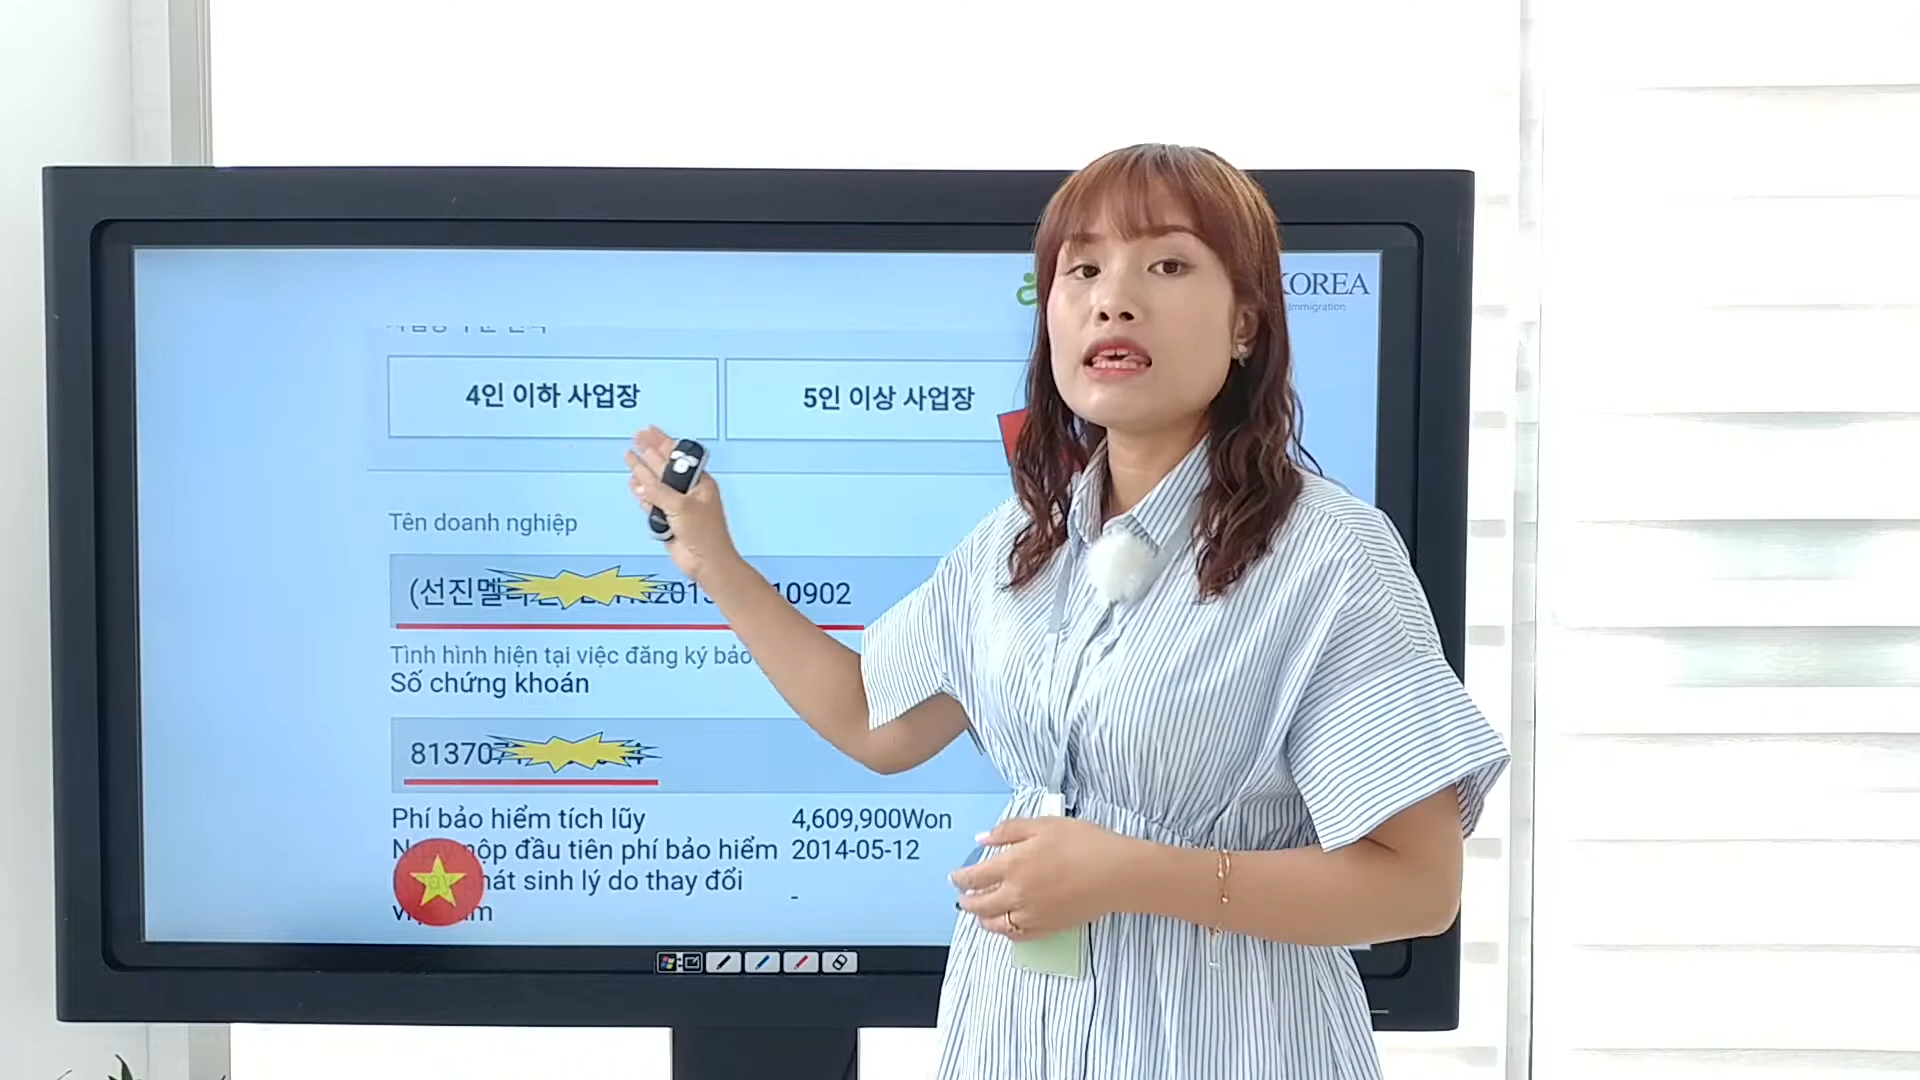 KOREA
Immigration
4인 이하 사업장
5인 이상 사업장
Tên doanh nghiệp
(선진멜 10902
Tình hình hiện tại việc đăng ký bảo
Số chứng khoán
81370
Phí bảo hiểm tích lũy 4,609,900Won
nộp đầu tiên phí bảo hiểm 2014-05-12
phát sinh lý do thay đổi -